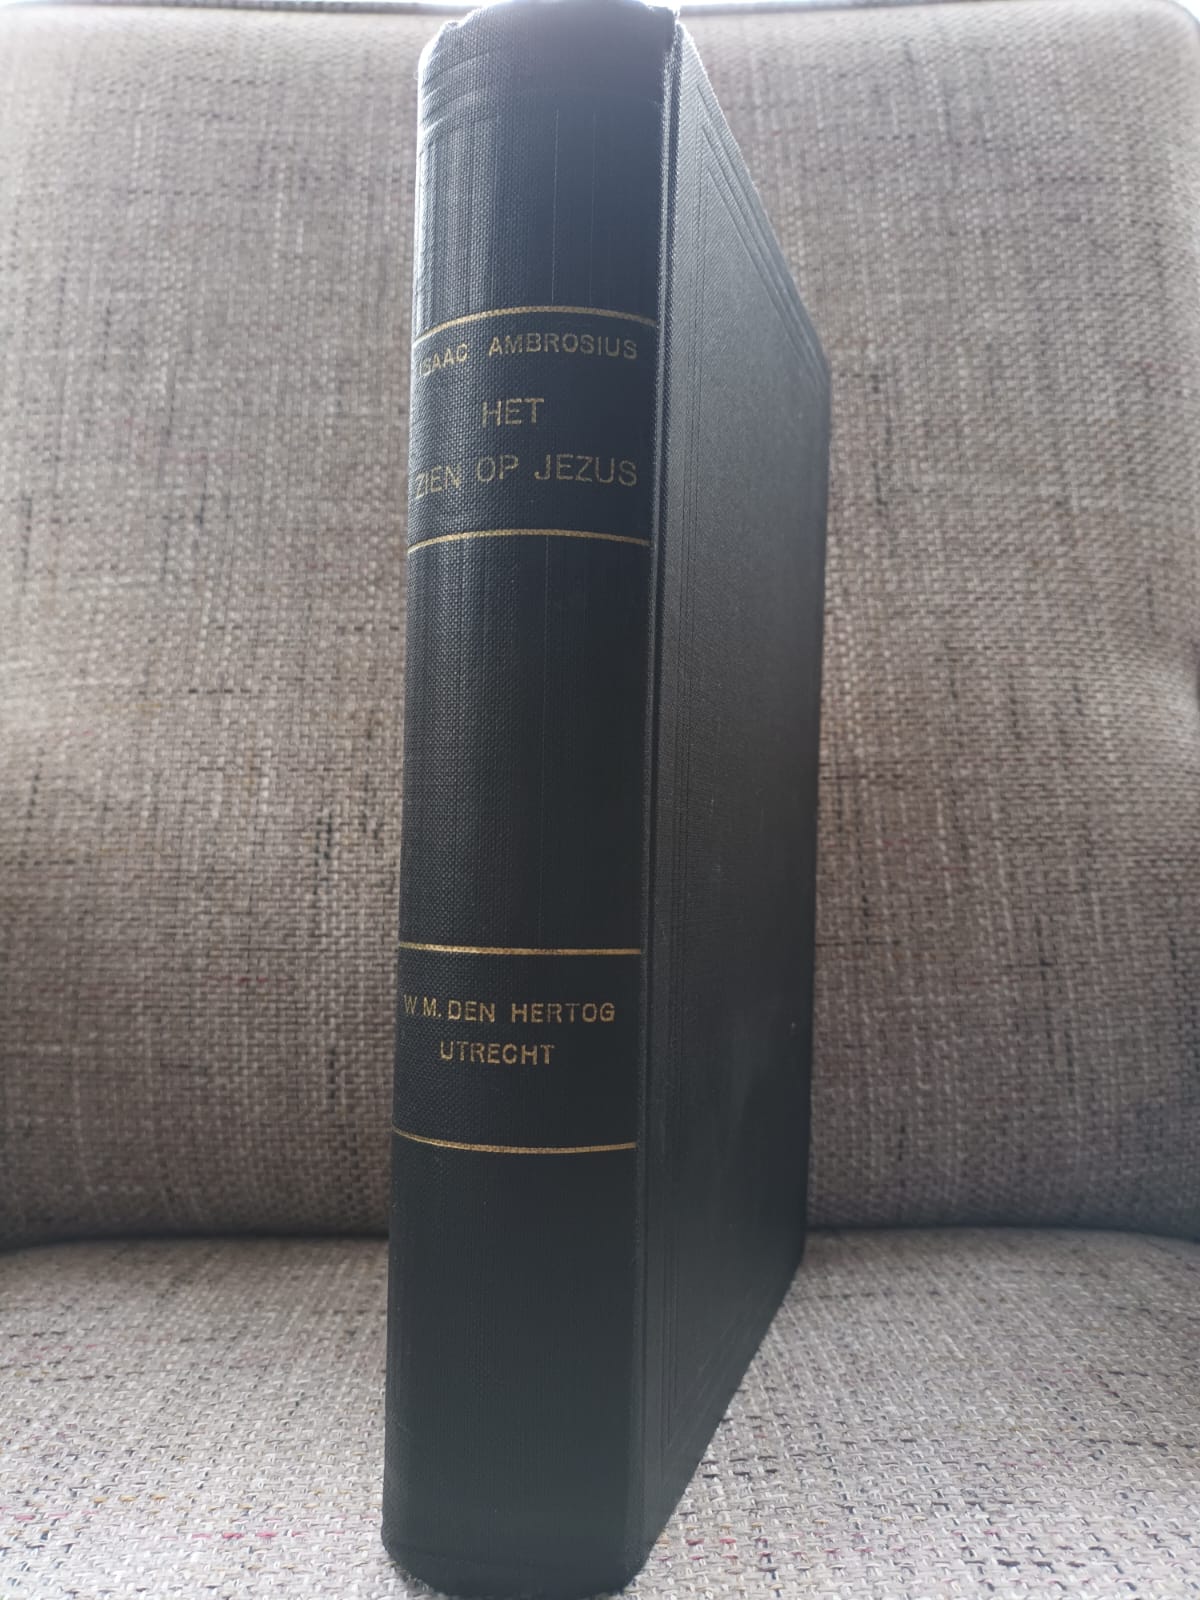 ISAAC AMBROSIUS
HET
ZIEN OP JEZUS
W. M. DEN HERTOG
UTRECHT